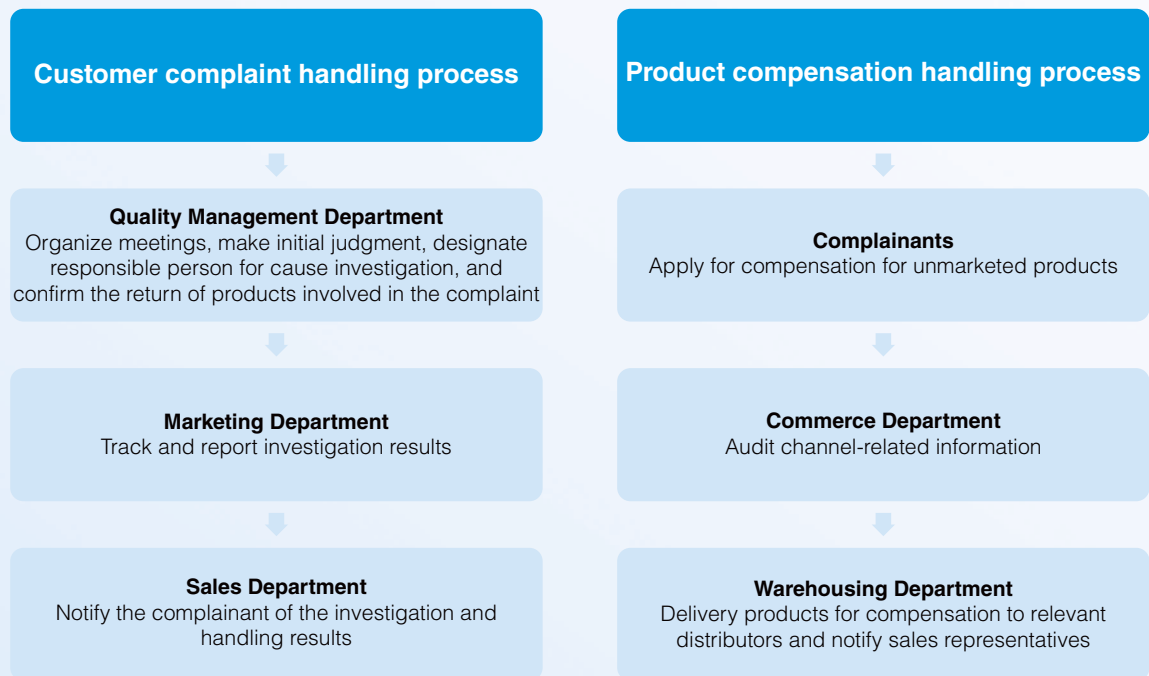 Customer complaint handling process
Quality Management Department
Organize meetings, make initial judgment, designate
responsible person for cause investigation, and
confirm the return of products involved in the complaint
Marketing Department
Track and report investigation results
Sales Department
Notify the complainant of the investigation and
handling results
Product compensation handling process
Complainants
Apply for compensation for unmarketed products
Commerce Department
Audit channel-related information
Warehousing Department
Delivery products for compensation to relevant
distributors and notify sales representatives